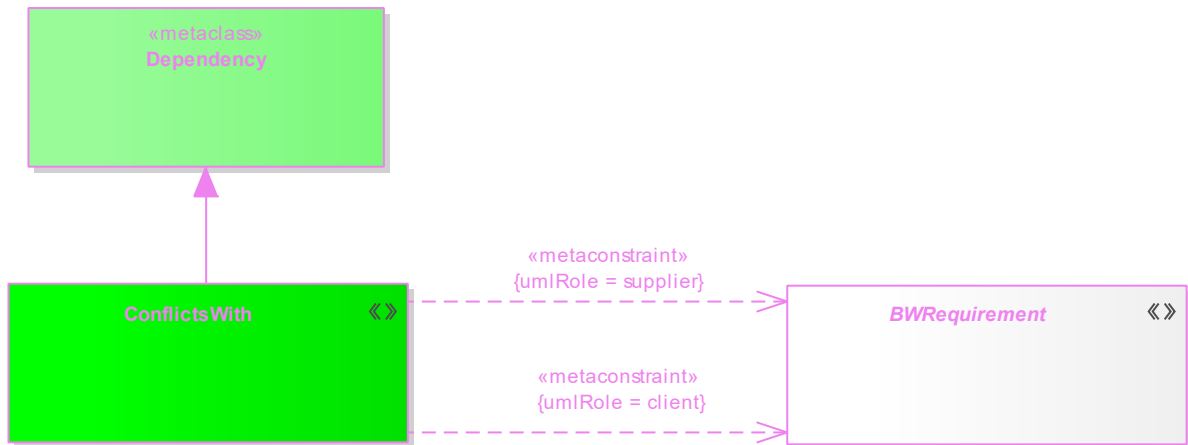 «metaclass»
Dependency
«metaconstraint»
{umlRole = supplier}
ConflictsWith
«»
BWRequirement
«»
«metaconstraint»
{umlRole = client}